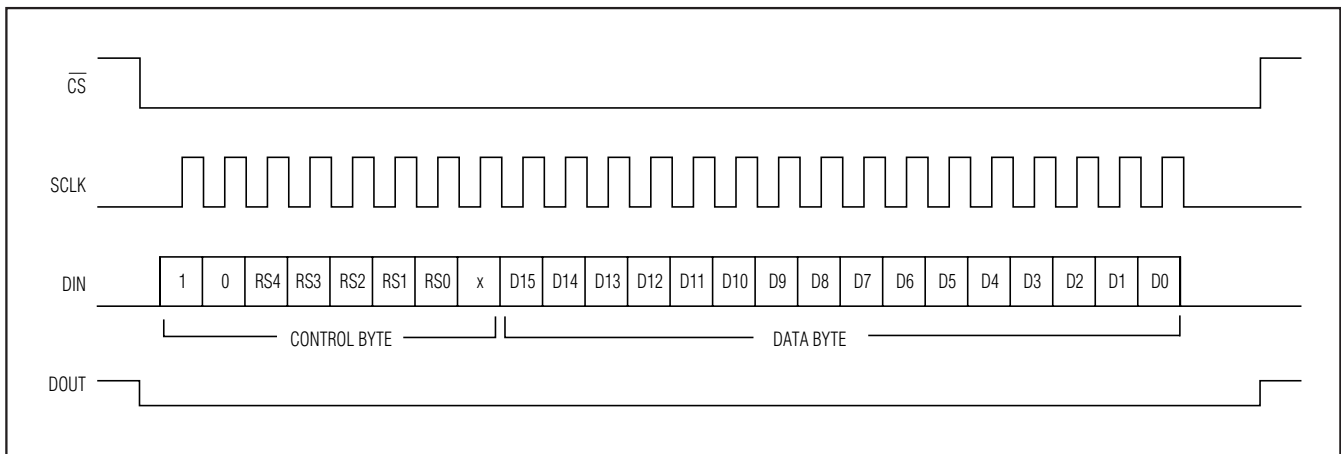 C̅S̅
SCLK
DIN 1 0 RS4 RS3 RS2 RS1 RS0 x D15 D14 D13 D12 D11 D10 D9 D8 D7 D6 D5 D4 D3 D2 D1 D0
CONTROL BYTE DATA BYTE
DOUT